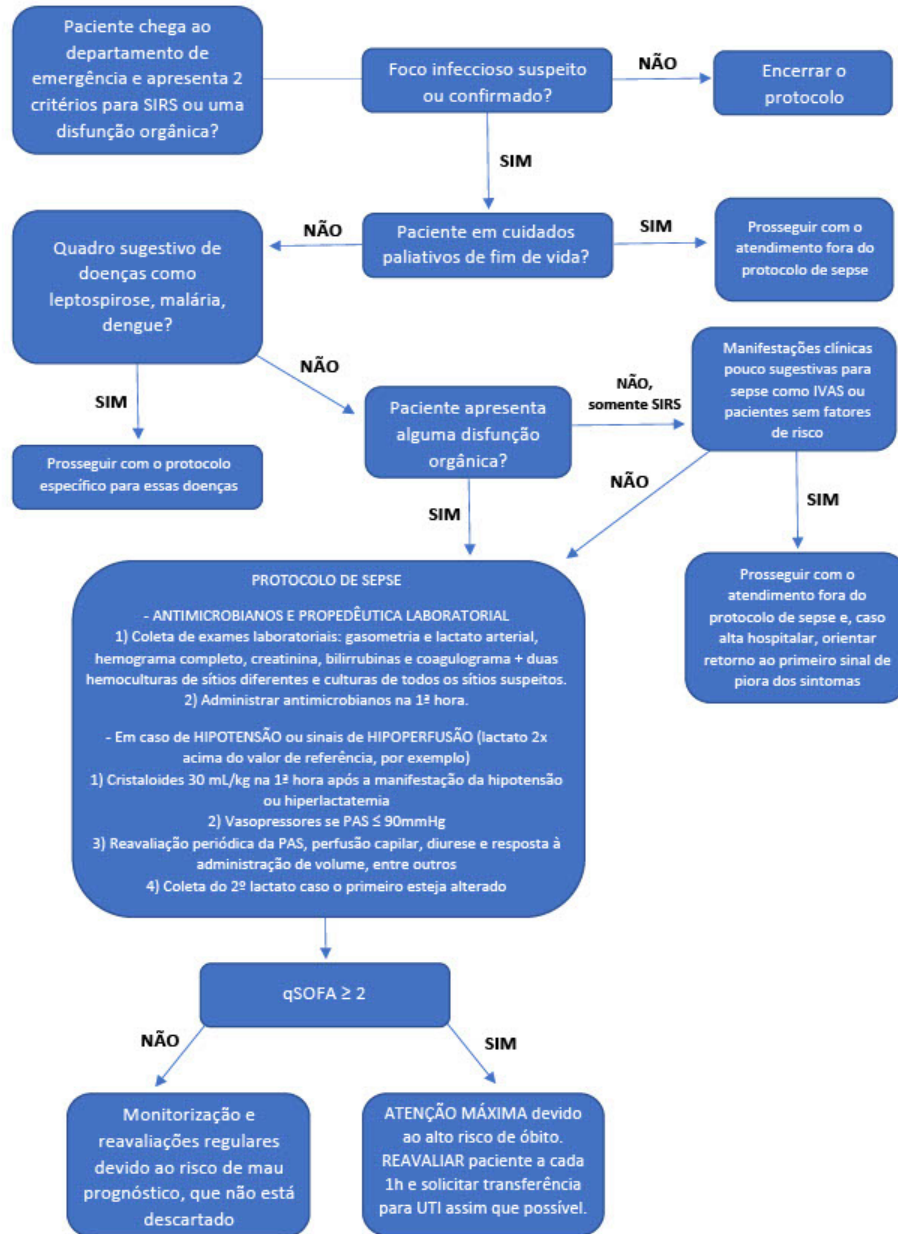 Paciente chega ao
departamento de
emergência e apresenta 2
critérios para SIRS ou uma
disfunção orgânica?
Foco infeccioso suspeito
ou confirmado?
NÃO
Encerrar o
protocolo
SIM
Paciente em cuidados
paliativos de fim de vida?
SIM
Prosseguir com o
atendimento fora do
protocolo de sepse
NÃO
Quadro sugestivo de
doenças como
leptospirose, malária,
dengue?
SIM
Prosseguir com o protocolo
específico para essas doenças
NÃO
Paciente apresenta
alguma disfunção
orgânica?
NÃO,
somente SIRS
Manifestações clínicas
pouco sugestivas para
sepse como IVAS ou
pacientes sem fatores
de risco
NÃO
SIM
SIM
Prosseguir com o
atendimento fora do
protocolo de sepse e, caso
alta hospitalar, orientar
retorno ao primeiro sinal de
piora dos sintomas
PROTOCOLO DE SEPSE
- ANTIMICROBIANOS E PROPEDÊUTICA LABORATORIAL
1) Coleta de exames laboratoriais: gasometria e lactato arterial,
hemograma completo, creatinina, bilirrubinas e coagulograma + duas
hemoculturas de sítios diferentes e culturas de todos os sítios suspeitos.
2) Administrar antimicrobianos na 1ª hora.
- Em caso de HIPOTENSÃO ou sinais de HIPOPERFUSÃO (lactato 2x
acima do valor de referência, por exemplo)
1) Cristaloides 30 mL/kg na 1ª hora após a manifestação da hipotensão
ou hiperlactatemia
2) Vasopressores se PAS ≤ 90mmHg
3) Reavaliação periódica da PAS, perfusão capilar, diurese e resposta à
administração de volume, entre outros
4) Coleta do 2º lactato caso o primeiro esteja alterado
qSOFA ≥ 2
NÃO
SIM
Monitorização e
reavaliações regulares
devido ao risco de mau
prognóstico, que não está
descartado
ATENÇÃO MÁXIMA devido
ao alto risco de óbito.
REAVALIAR paciente a cada
1h e solicitar transferência
para UTI assim que possível.